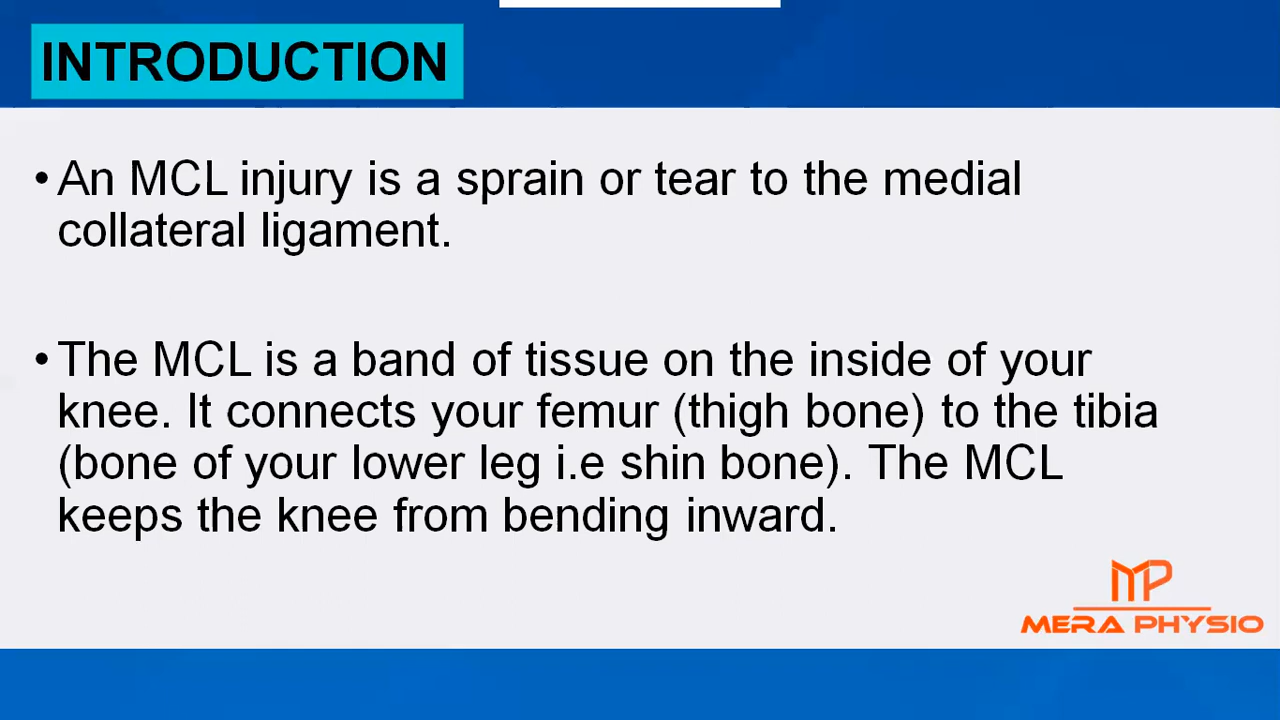 INTRODUCTION
• An MCL injury is a sprain or tear to the medial
collateral ligament.
• The MCL is a band of tissue on the inside of your
knee. It connects your femur (thigh bone) to the tibia
(bone of your lower leg i.e shin bone). The MCL
keeps the knee from bending inward.
MP
MERA PHYSIO